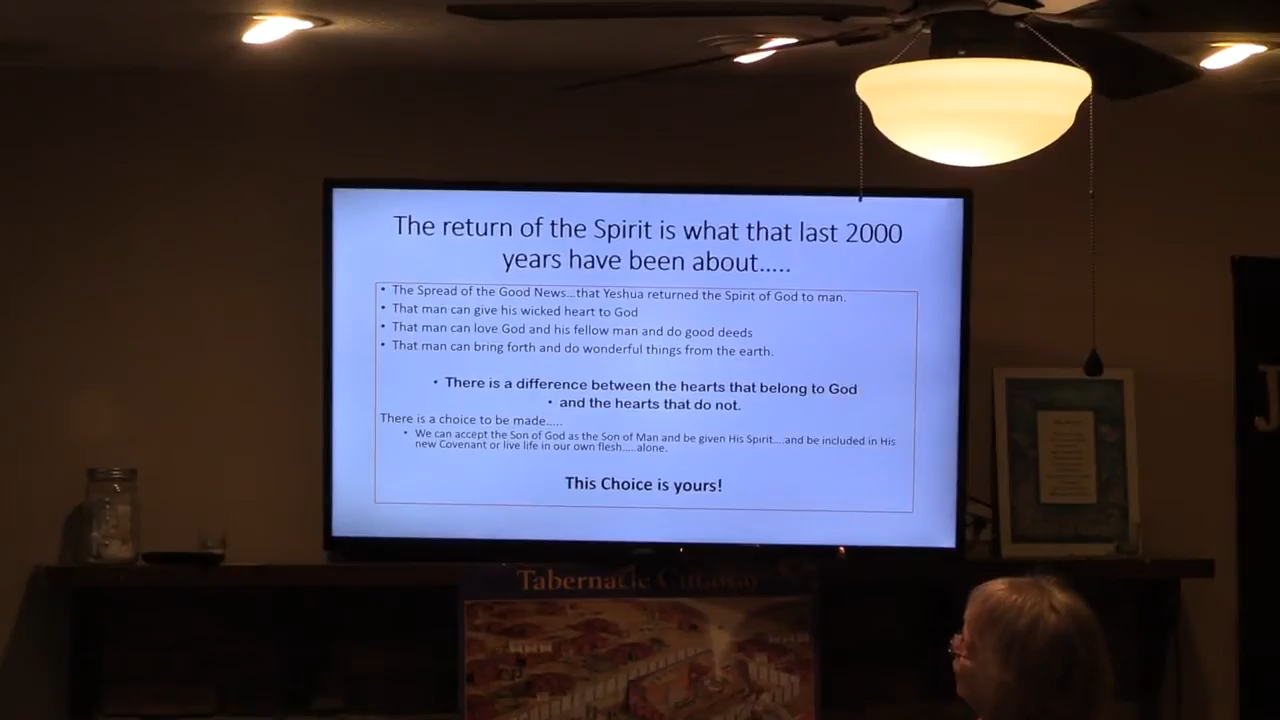 The return of the Spirit is what that last 2000
years have been about.....
• The Spread of the Good News...that Yeshua returned the Spirit of God to man.
• That man can give his wicked heart to God
• That man can love God and his fellow man and do good deeds
• That man can bring forth and do wonderful things from the earth.
• There is a difference between the hearts that belong to God
• and the hearts that do not.
There is a choice to be made.....
• We can accept the Son of God as the Son of Man and be given His Spirit....and be included in His
new Covenant or live life in our own flesh.....alone.
This Choice is yours!
Tabernacle Cutaway